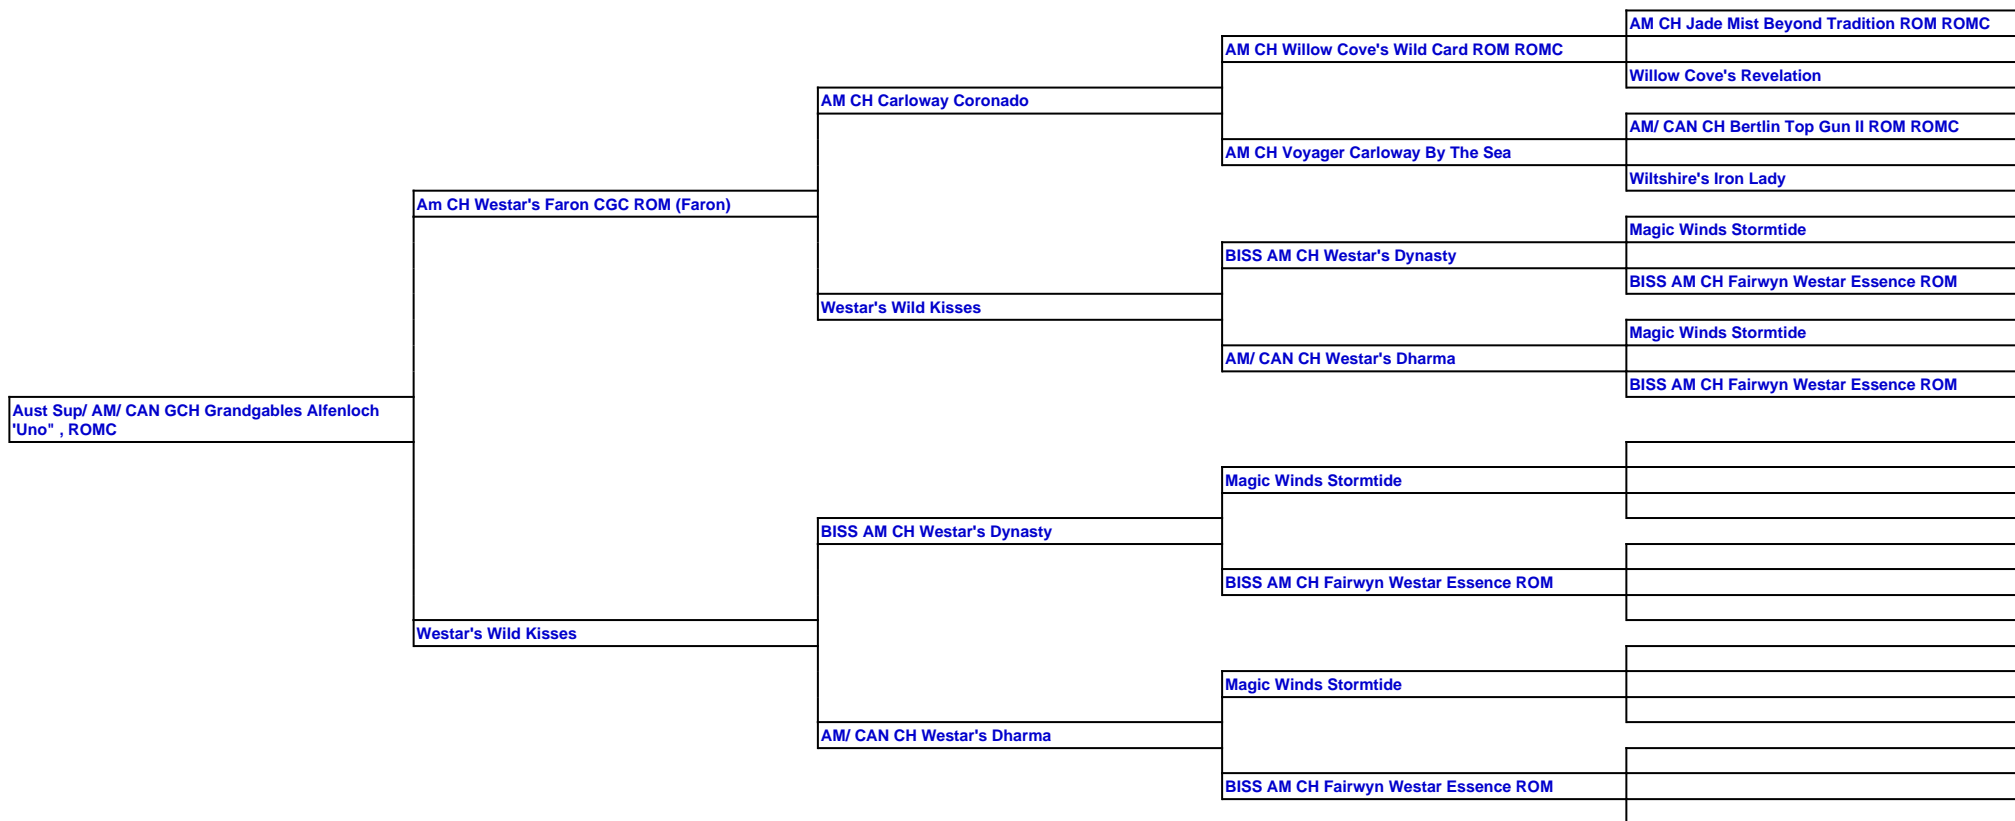 AM CH Jade Mist Beyond Tradition ROM ROMC
AM CH Willow Cove's Wild Card ROM ROMC
Willow Cove's Revelation
AM CH Carloway Coronado
AM/ CAN CH Bertlin Top Gun II ROM ROMC
AM CH Voyager Carloway By The Sea
Wiltshire's Iron Lady
Am CH Westar's Faron CGC ROM (Faron)
Magic Winds Stormtide
BISS AM CH Westar's Dynasty
BISS AM CH Fairwyn Westar Essence ROM
Westar's Wild Kisses
Magic Winds Stormtide
AM/ CAN CH Westar's Dharma
BISS AM CH Fairwyn Westar Essence ROM
Aust Sup/ AM/ CAN GCH Grandgables Alfenloch
'Uno" , ROMC
Magic Winds Stormtide
BISS AM CH Westar's Dynasty
BISS AM CH Fairwyn Westar Essence ROM
Westar's Wild Kisses
Magic Winds Stormtide
AM/ CAN CH Westar's Dharma
BISS AM CH Fairwyn Westar Essence ROM